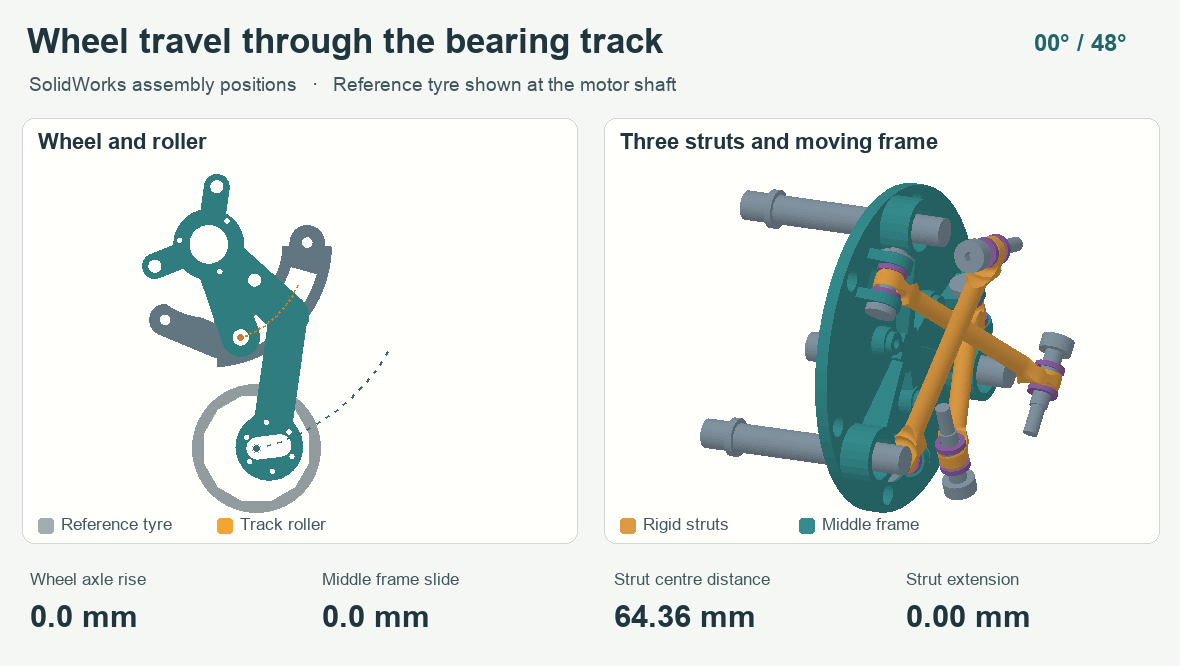 Wheel travel through the bearing track
00° / 48°
SolidWorks assembly positions · Reference tyre shown at the motor shaft
Wheel and roller
Three struts and moving frame
Reference tyre
Track roller
Rigid struts
Middle frame
Wheel axle rise
Middle frame slide
Strut centre distance
Strut extension
0.0 mm
0.0 mm
64.36 mm
0.00 mm